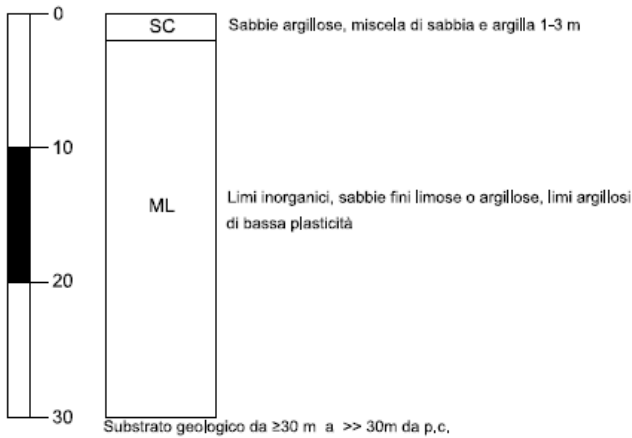 0
SC
Sabbie argillose, miscela di sabbia e argilla 1-3 m
10
ML
Limi inorganici, sabbie fini limose o argillose, limi argillosi
di bassa plasticità
20
30
Substrato geologico da ≥30 m a >> 30m da p.c.